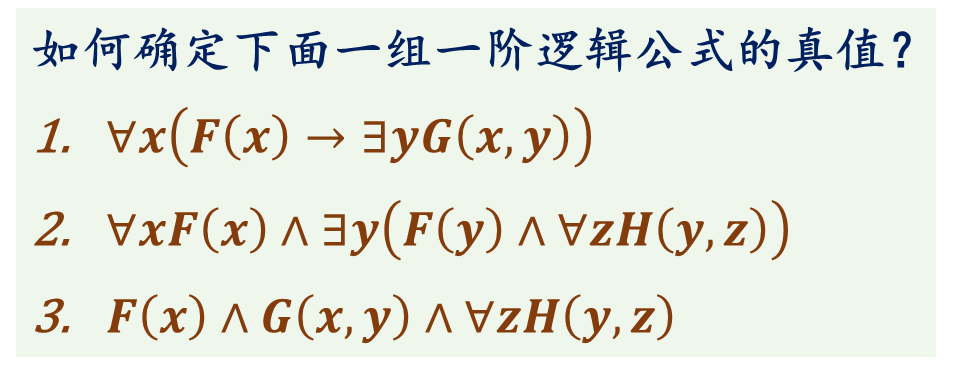 如何确定下面一组一阶逻辑公式的真值？
1. ∀x(F(x) → ∃yG(x,y))
2. ∀xF(x) ∧ ∃y(F(y) ∧ ∀zH(y,z))
3. F(x) ∧ G(x,y) ∧ ∀zH(y,z)